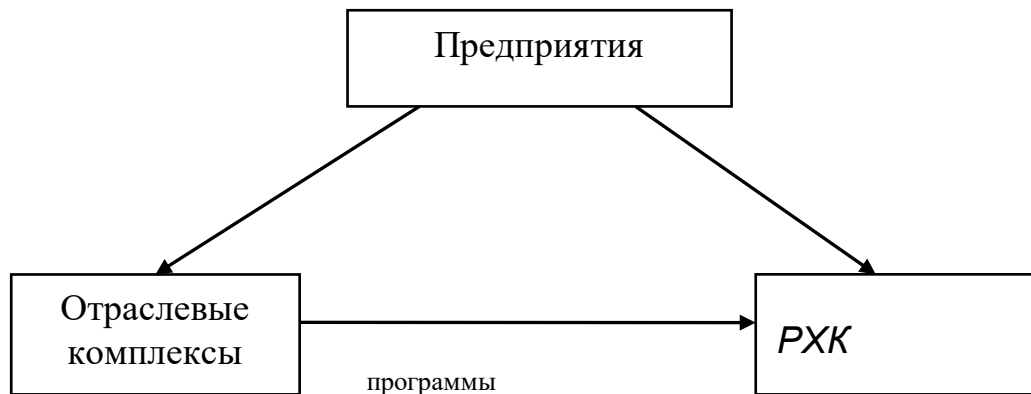 Предприятия
Отраслевые
комплексы
РХК
программы